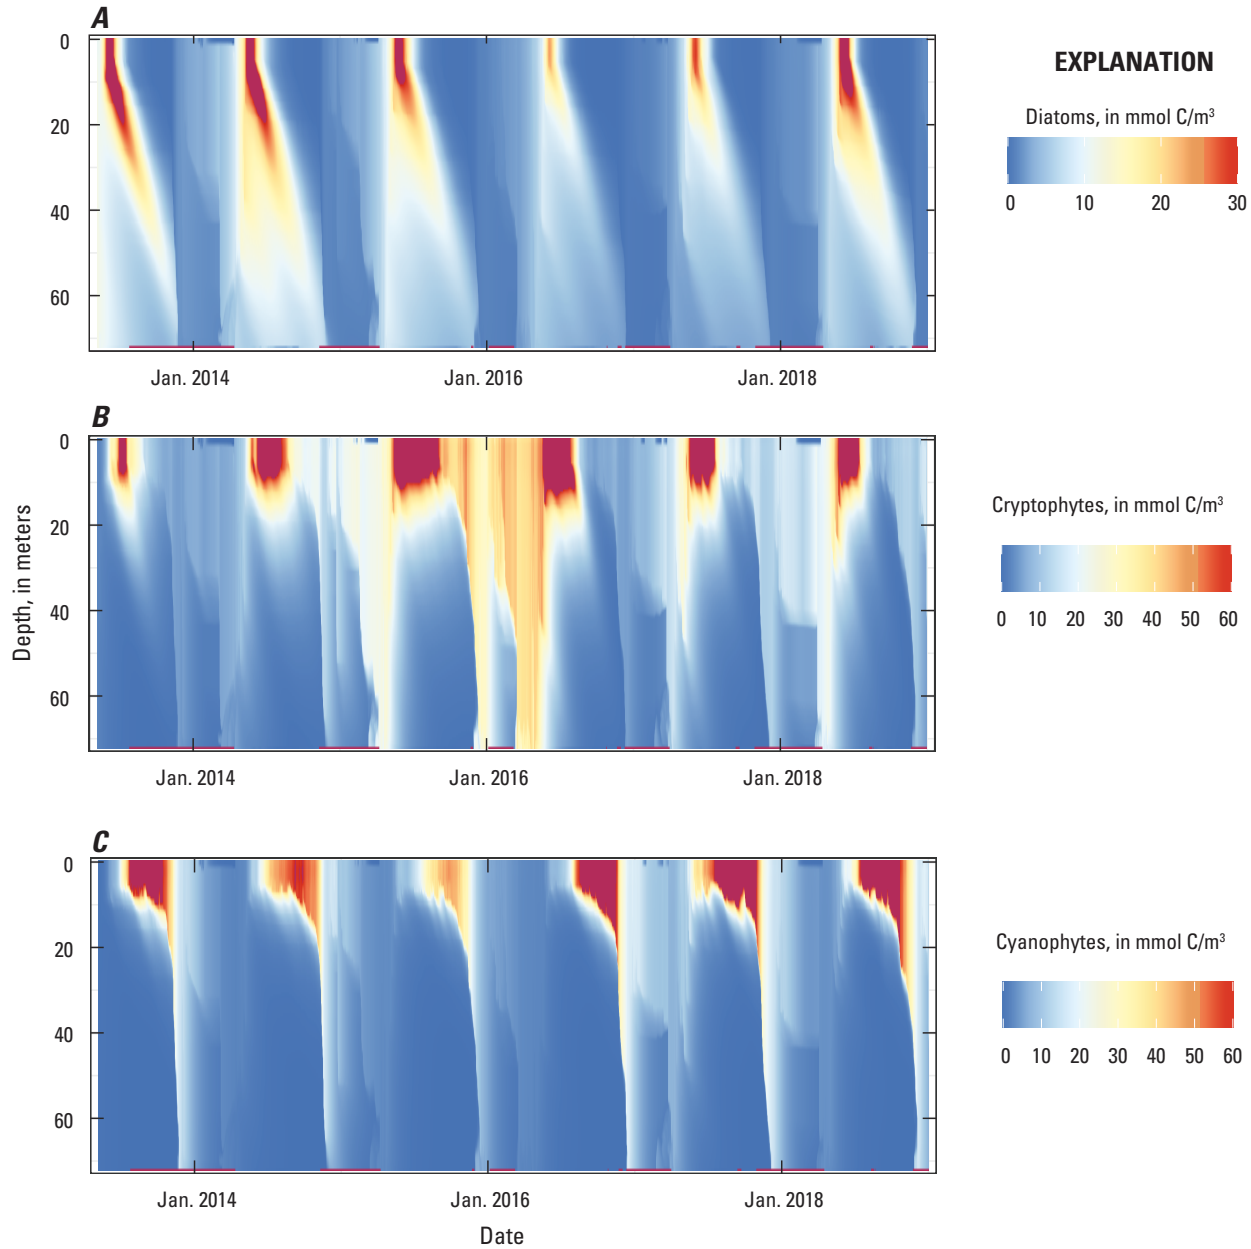 A
0
20
40
60
Jan. 2014
Jan. 2016
Jan. 2018
EXPLANATION
Diatoms, in mmol C/m³
0 10 20 30
B
0
20
40
60
Depth, in meters
Jan. 2014
Jan. 2016
Jan. 2018
Cryptophytes, in mmol C/m³
0 10 20 30 40 50 60
C
0
20
40
60
Jan. 2014
Jan. 2016
Jan. 2018
Date
Cyanophytes, in mmol C/m³
0 10 20 30 40 50 60